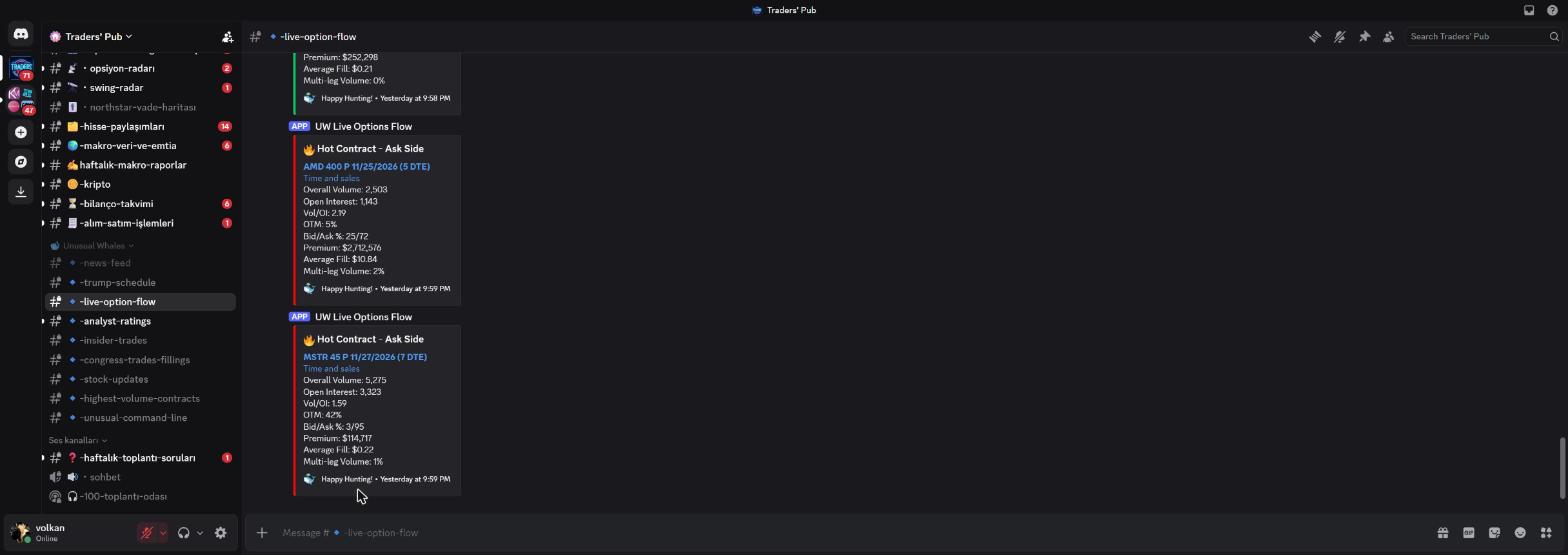 Traders' Pub
Traders' Pub
-live-option-flow
Search Traders' Pub
TRADERS
71
47
opsiyon-radarı
2
swing-radar
1
northstar-vade-haritası
-hisse-paylaşımları
14
-makro-veri-ve-emtia
6
haftalık-makro-raporlar
-kripto
-bilanço-takvimi
6
-alım-satım-işlemleri
1
Unusual Whales
-news-feed
-trump-schedule
-live-option-flow
-analyst-ratings
-insider-trades
-congress-trades-fillings
-stock-updates
-highest-volume-contracts
-unusual-command-line
Ses kanalları
-haftalık-toplantı-soruları
1
sohbet
-100-toplantı-odası
volkan
Online
Premium: $252,298
Average Fill: $0.21
Multi-leg Volume: 0%
Happy Hunting! • Yesterday at 9:58 PM
APP UW Live Options Flow
Hot Contract - Ask Side
AMD 400 P 11/25/2026 (5 DTE)
Time and sales
Overall Volume: 2,503
Open Interest: 1,143
Vol/OI: 2.19
OTM: 5%
Bid/Ask %: 25/72
Premium: $2,712,576
Average Fill: $10.84
Multi-leg Volume: 2%
Happy Hunting! • Yesterday at 9:59 PM
APP UW Live Options Flow
Hot Contract - Ask Side
MSTR 45 P 11/27/2026 (7 DTE)
Time and sales
Overall Volume: 5,275
Open Interest: 3,323
Vol/OI: 1.59
OTM: 42%
Bid/Ask %: 3/95
Premium: $114,717
Average Fill: $0.22
Multi-leg Volume: 1%
Happy Hunting! • Yesterday at 9:59 PM
Message # -live-option-flow
GIF